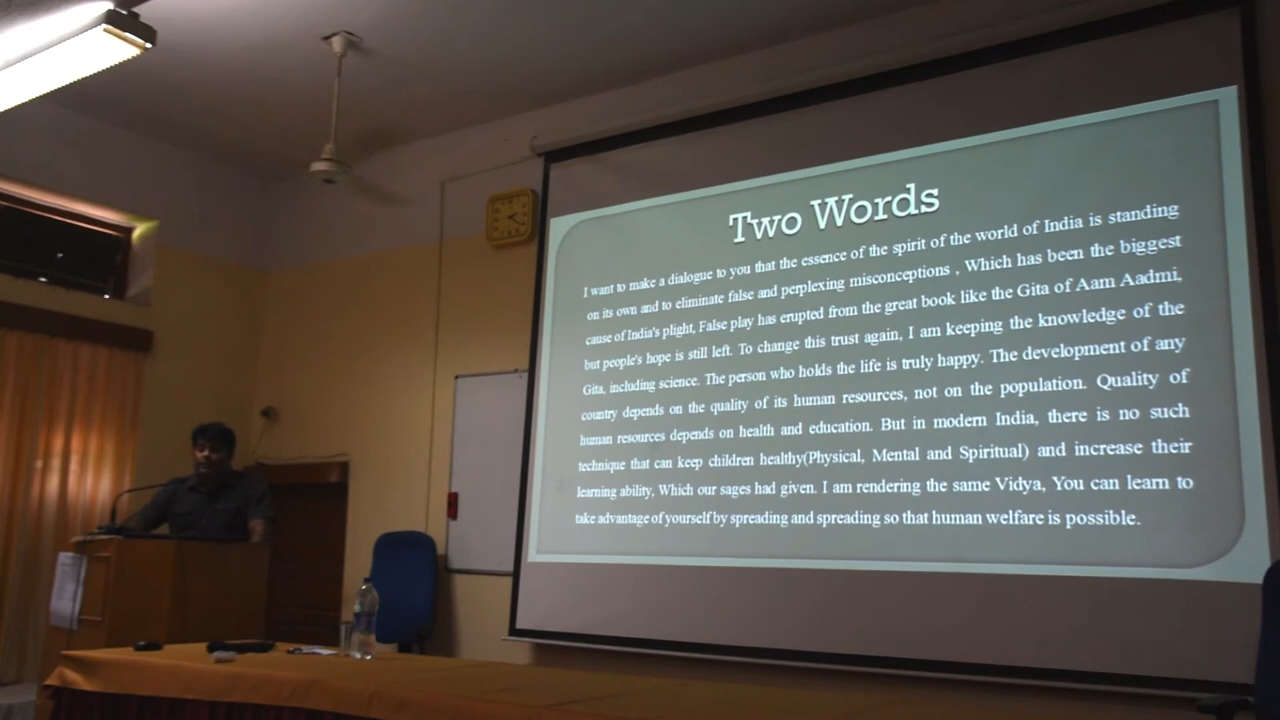 Two Words
I want to make a dialogue to you that the essence of the spirit of the world of India is standing
on its own and to eliminate false and perplexing misconceptions , Which has been the biggest
cause of India's plight, False play has erupted from the great book like the Gita of Aam Aadmi,
but people's hope is still left. To change this trust again, I am keeping the knowledge of the
Gita, including science. The person who holds the life is truly happy. The development of any
country depends on the quality of its human resources, not on the population. Quality of
human resources depends on health and education. But in modern India, there is no such
technique that can keep children healthy(Physical, Mental and Spiritual) and increase their
learning ability, Which our sages had given. I am rendering the same Vidya, You can learn to
take advantage of yourself by spreading and spreading so that human welfare is possible.